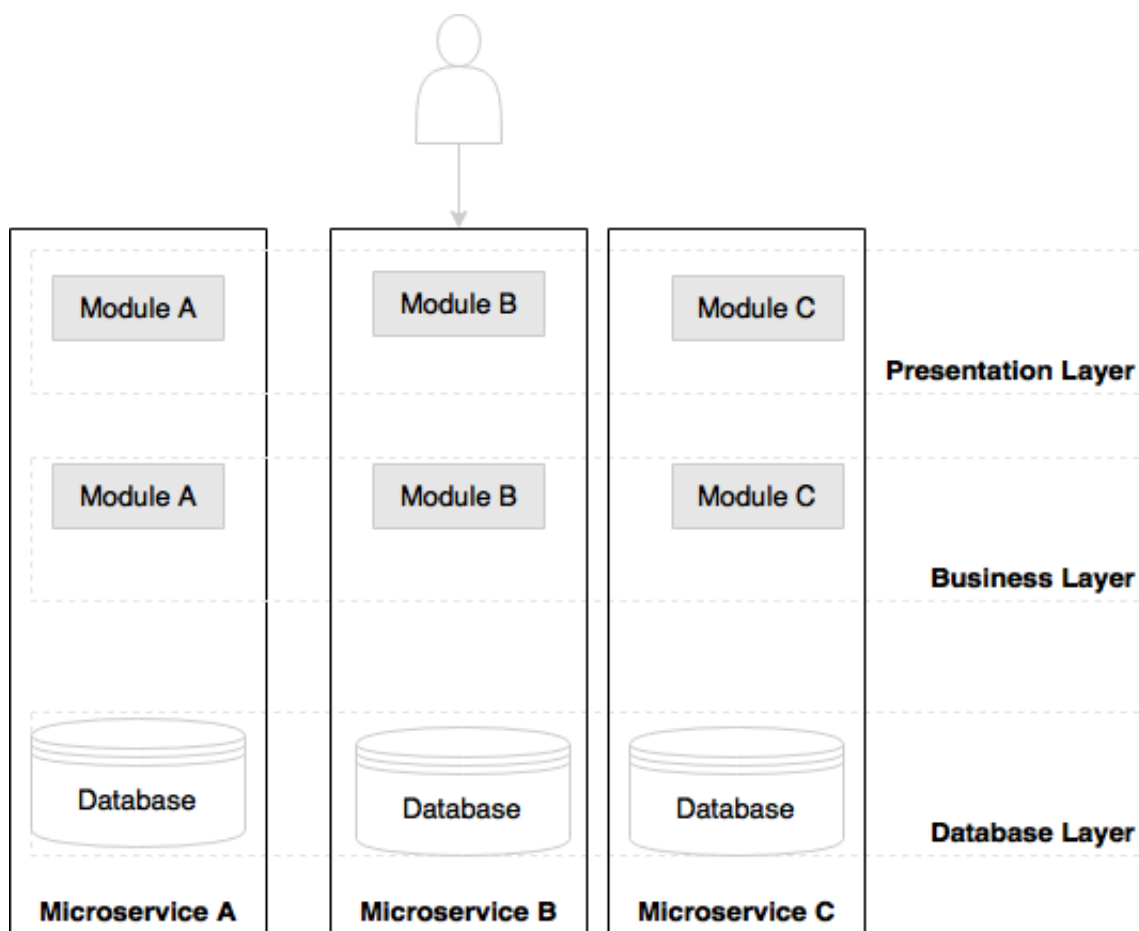 Module A
Module B
Module C
Presentation Layer
Module A
Module B
Module C
Business Layer
Database
Database
Database
Database Layer
Microservice A
Microservice B
Microservice C